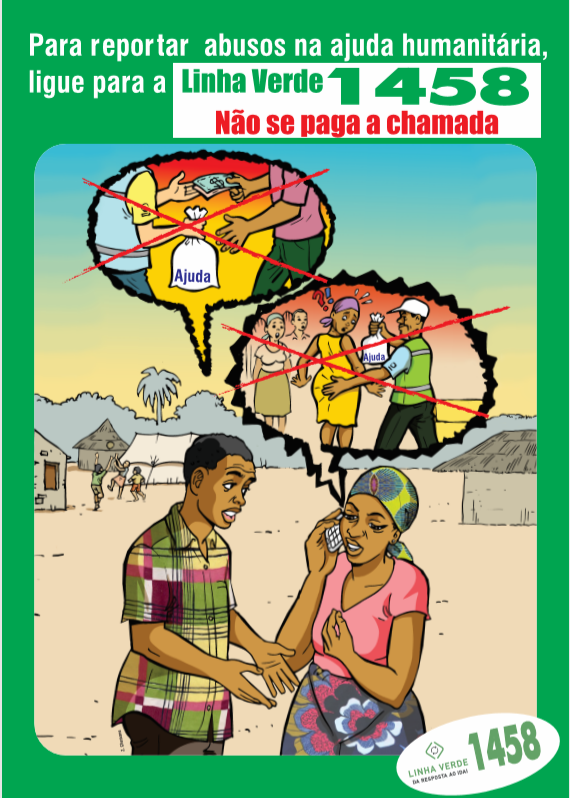 Para reportar abusos na ajuda humanitária,
ligue para a Linha Verde 1458
Não se paga a chamada
Ajuda
Ajuda
LINHA VERDE 1458
DA RESPOSTA AO IDAI